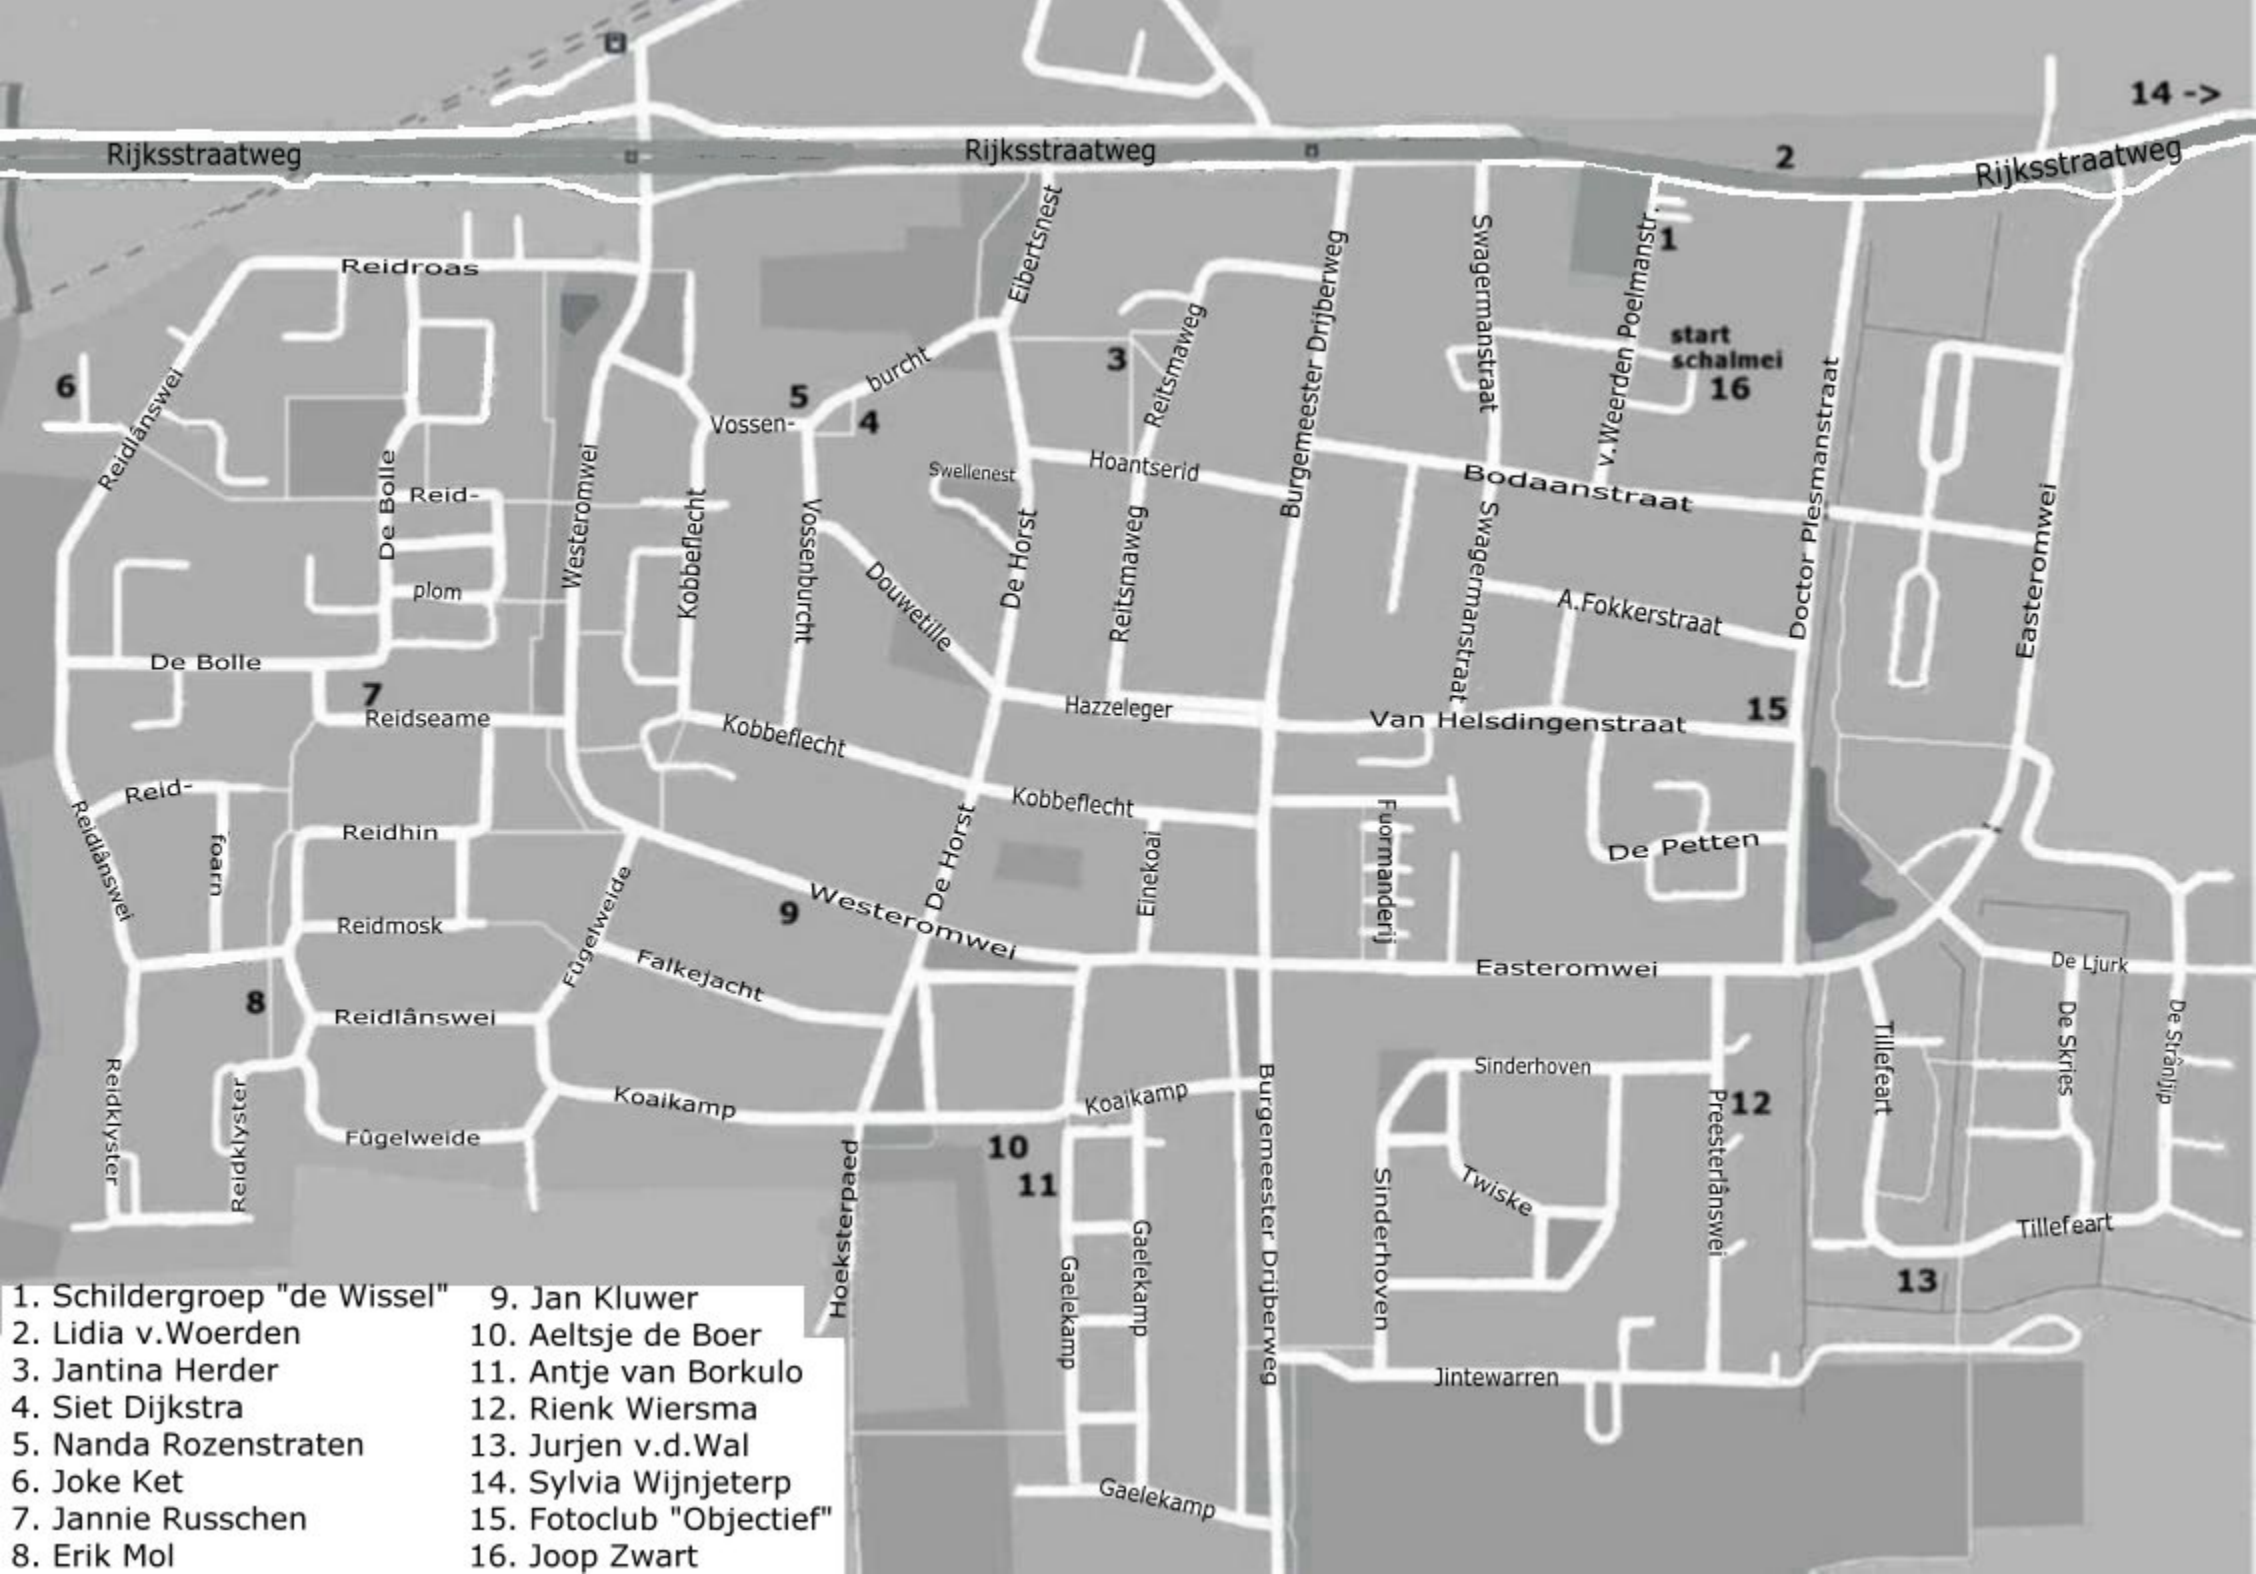 14 ->
Rijksstraatweg
Rijksstraatweg
2
Rijksstraatweg
Eibertsnest
Swagermanstraat
v.Weerden Poelmanstr.
1
Reidroas
Burgemeester Drijberweg
start
schalmei
16
3
Reitsmaweg
burcht
6
Reidlânswei
5
4
Vossen-
Doctor Plesmanstraat
De Bolle
Westeromwei
Swellenest
Hoantserid
Bodaanstraat
Reid-
plom
Kobbeflecht
Vossenburcht
Douwetille
De Horst
Reitsmaweg
Swagermanstraat
A.Fokkerstraat
Easteromwei
De Bolle
7
Reidseame
Kobbeflecht
Hazzeleger
Van Helsdingenstraat
15
Reid-
foarn
Reidlânswei
Reidhin
Kobbeflecht
De Horst
Einekoai
Fuormanderij
De Petten
Reidmosk
Fûgelweide
9
Westeromwei
Falkejacht
Easteromwei
De Ljurk
8
Reidlânswei
Tillefeart
De Skries
De Strânljip
Reidklyster
Reidklyster
Koaikamp
Koaikamp
Sinderhoven
Preesterlânswei
12
Fûgelweide
10
11
Hoeksterpaed
Burgemeester Drijberweg
Twiske
Sinderhoven
Gaelekamp
Gaelekamp
Tillefeart
13
Jintewarren
Gaelekamp
1. Schildergroep "de Wissel"
2. Lidia v.Woerden
3. Jantina Herder
4. Siet Dijkstra
5. Nanda Rozenstraten
6. Joke Ket
7. Jannie Russchen
8. Erik Mol
9. Jan Kluwer
10. Aeltsje de Boer
11. Antje van Borkulo
12. Rienk Wiersma
13. Jurjen v.d.Wal
14. Sylvia Wijnjeterp
15. Fotoclub "Objectief"
16. Joop Zwart